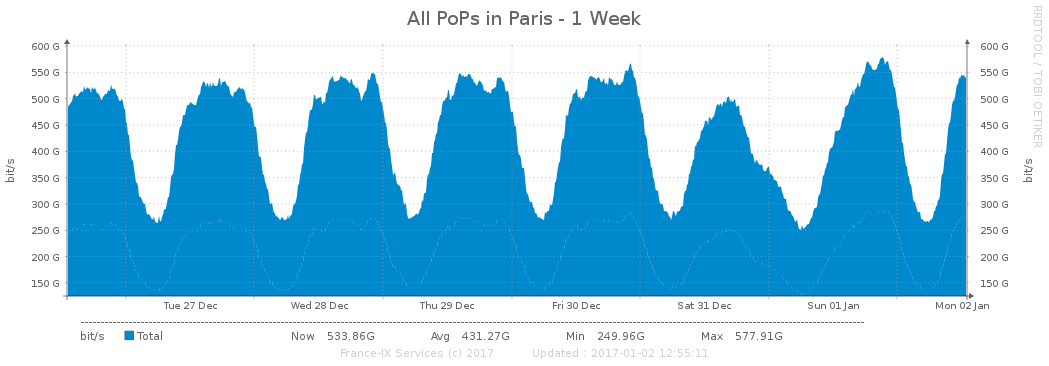 All PoPs in Paris - 1 Week
RRDTOOL / TOBI OETIKER
600 G 600 G
550 G 550 G
500 G 500 G
450 G 450 G
400 G 400 G
350 G 350 G
300 G 300 G
250 G 250 G
200 G 200 G
150 G 150 G
bit/s
bit/s
Tue 27 Dec Wed 28 Dec Thu 29 Dec Fri 30 Dec Sat 31 Dec Sun 01 Jan Mon 02 Jan
bit/s Total Now 533.86G Avg 431.27G Min 249.96G Max 577.91G
France-IX Services (c) 2017 Updated : 2017-01-02 12:55:11